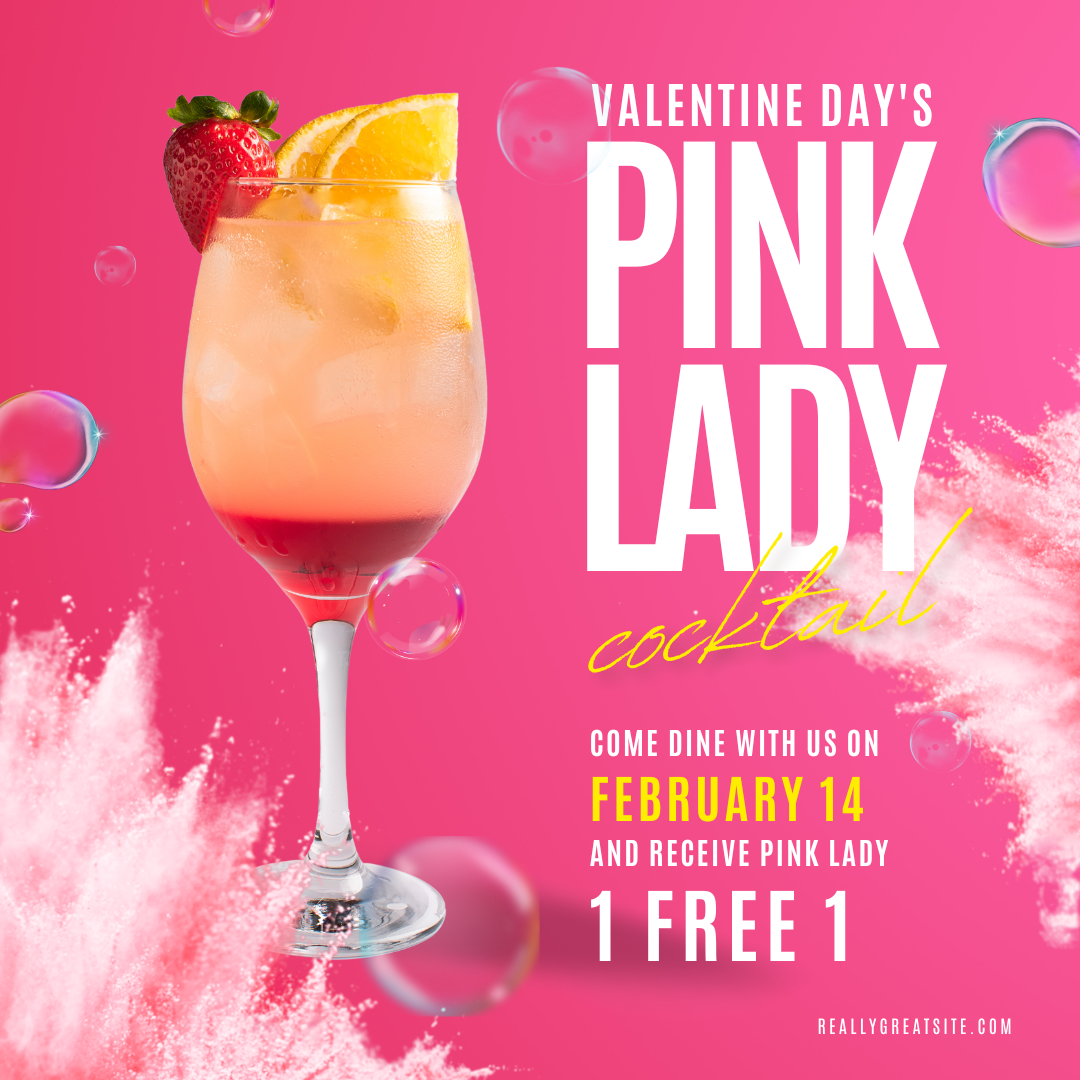 VALENTINE DAY'S
PINK
LADY
cocktail
COME DINE WITH US ON
FEBRUARY 14
AND RECEIVE PINK LADY
1 FREE 1
REALLYGREATSITE.COM